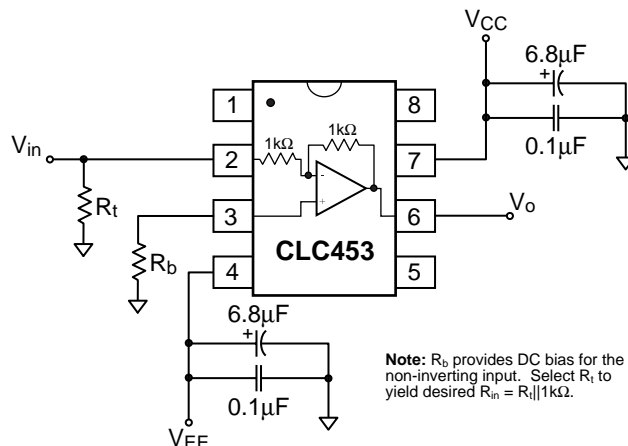 VCC
6.8µF
+
0.1µF
1
8
1kΩ
1kΩ
Vin
2
-
7
Rt
3
+
6
Vo
Rb
CLC453
4
5
6.8µF
+
0.1µF
VEE
Note: Rb provides DC bias for the
non-inverting input. Select Rt to
yield desired Rin = Rt||1kΩ.